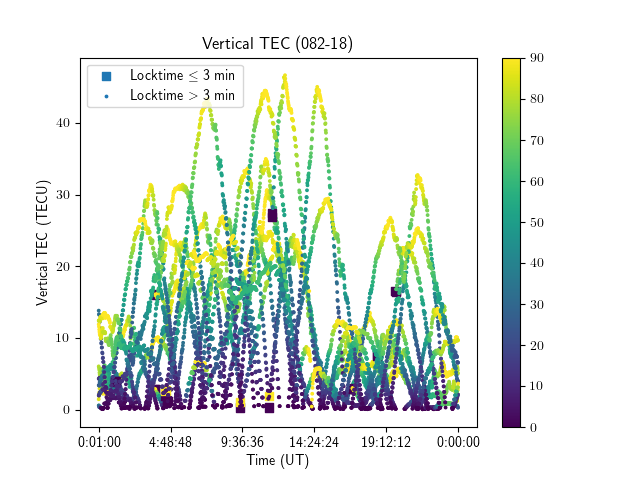 Vertical TEC (082-18)
Locktime ≤ 3 min
Locktime > 3 min
Vertical TEC (TECU)
40
30
20
10
0
0:01:00 4:48:48 9:36:36 14:24:24 19:12:12 0:00:00
Time (UT)
90
80
70
60
50
40
30
20
10
0